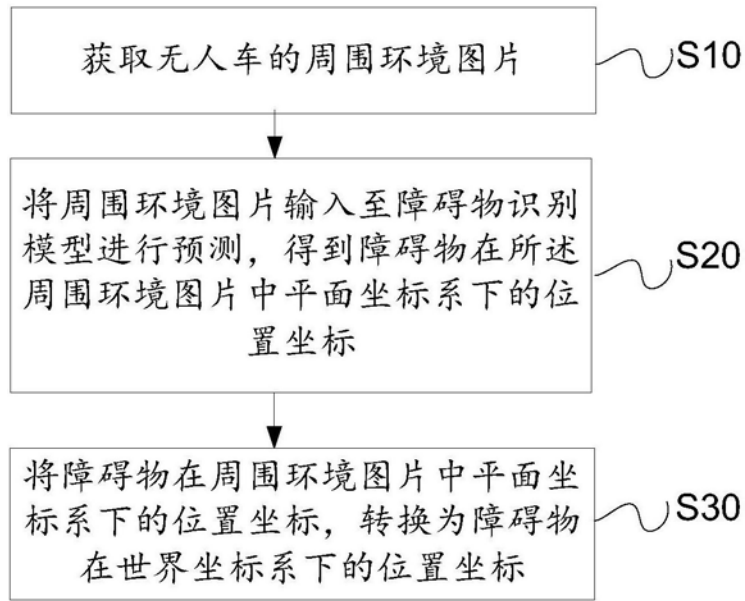 获取无人车的周围环境图片
S10
将周围环境图片输入至障碍物识别
模型进行预测，得到障碍物在所述
周围环境图片中平面坐标系下的位
置坐标
S20
将障碍物在周围环境图片中平面坐
标系下的位置坐标，转换为障碍物
在世界坐标系下的位置坐标
S30